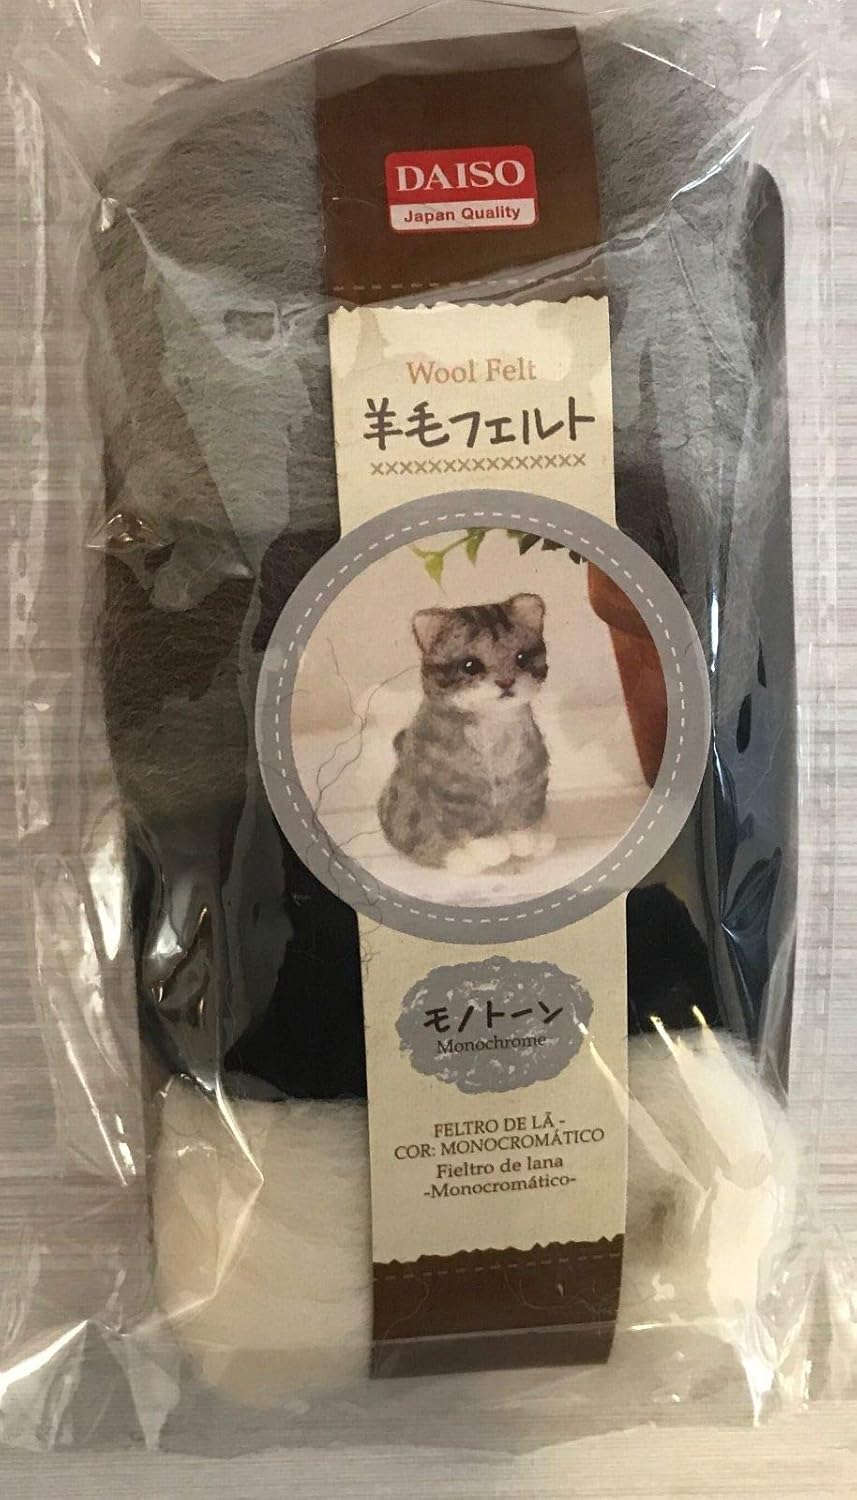 DAISO
Japan Quality
Wool Felt
羊毛フェルト
xxxxxxxxxxxxxxx
モノトーン
Monochrome
FELTRO DE LÃ -
COR: MONOCROMÁTICO
Fieltro de lana
-Monocromático-